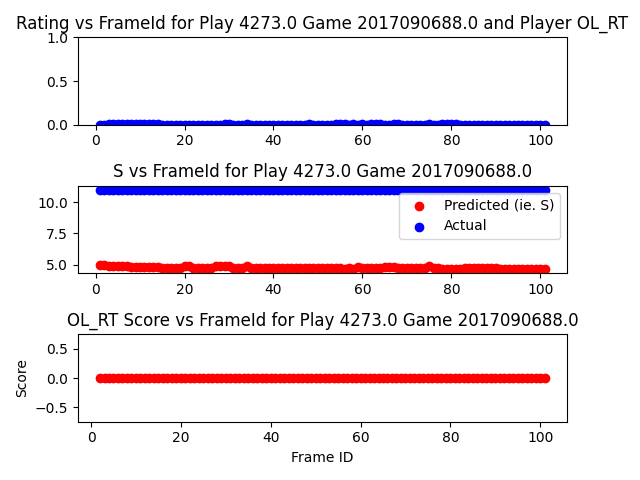 Rating vs FrameId for Play 4273.0 Game 2017090688.0 and Player OL_RT
1.0
0.5
0.0
0 20 40 60 80 100
S vs FrameId for Play 4273.0 Game 2017090688.0
10.0
7.5
5.0
Predicted (ie. S)
Actual
0 20 40 60 80 100
OL_RT Score vs FrameId for Play 4273.0 Game 2017090688.0
Score
0.5
0.0
−0.5
0 20 40 60 80 100
Frame ID